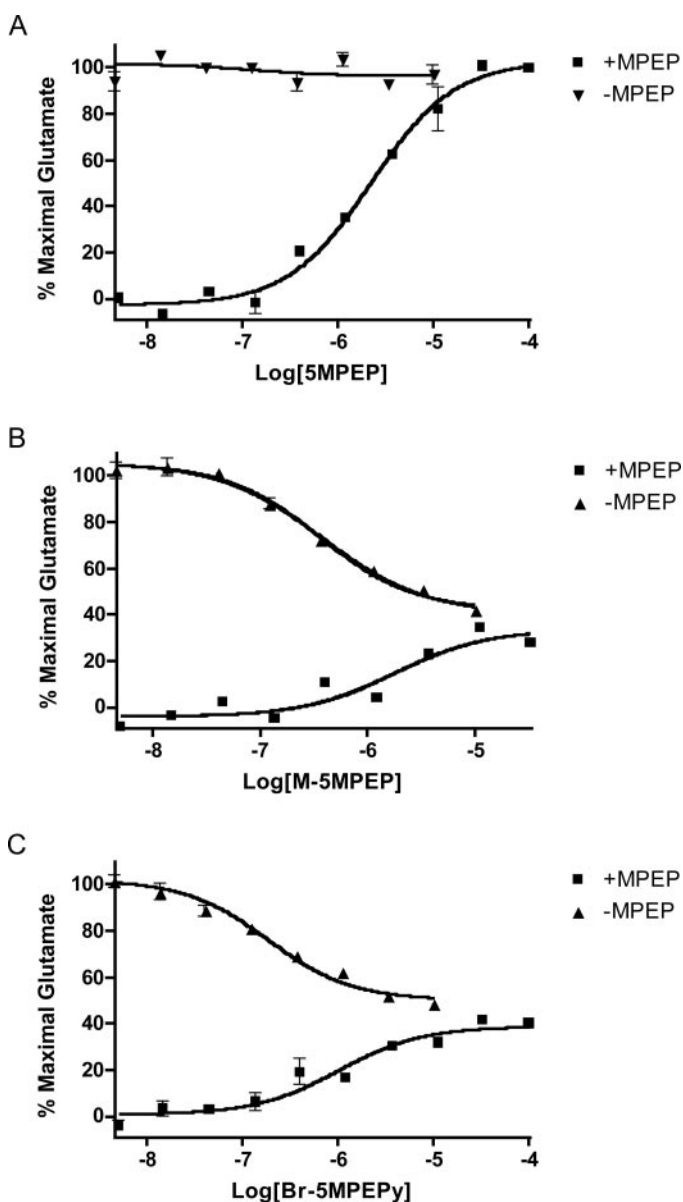 A
+MPEP
-MPEP
100
80
60
40
20
0
% Maximal Glutamate
-8 -7 -6 -5 -4
Log[5MPEP]
B
+MPEP
-MPEP
100
80
60
40
20
0
% Maximal Glutamate
-8 -7 -6 -5
Log[M-5MPEP]
C
+MPEP
-MPEP
100
80
60
40
20
0
% Maximal Glutamate
-8 -7 -6 -5 -4
Log[Br-5MPEPy]